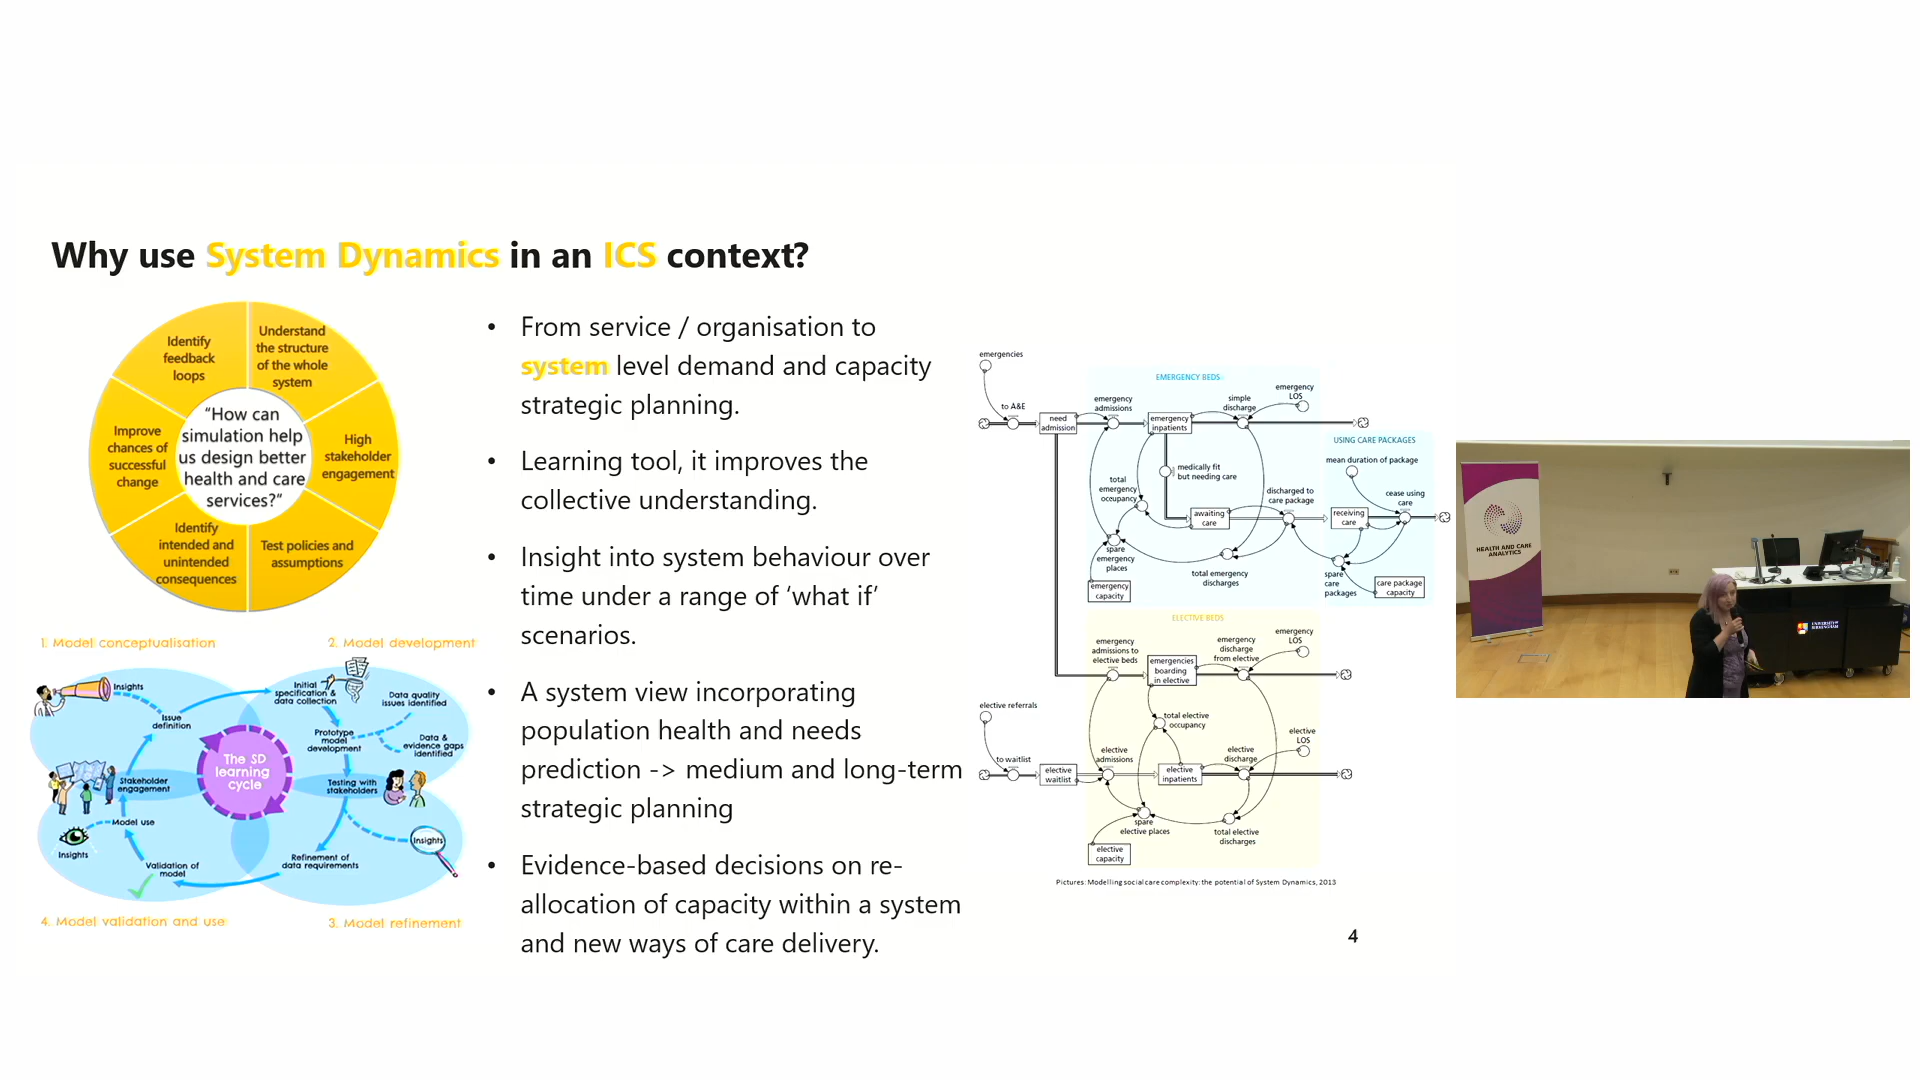 Why use System Dynamics in an ICS context?
Identify
feedback
loops
Understand
the structure
of the whole
system
High
stakeholder
engagement
Test policies and
assumptions
Identify
intended and
unintended
consequences
Improve
chances of
successful
change
“How can
simulation help
us design better
health and care
services?”
1. Model conceptualisation
2. Model development
Insights
Issue
definition
Initial
specification &
data collection
Data quality
issues identified
Prototype
model
development
Data &
evidence gaps
identified
The SD
learning
cycle
Stakeholder
engagement
Testing with
stakeholders
Model use
Insights
Insights
Validation of
model
Refinement of
data requirements
4. Model validation and use
3. Model refinement
• From service / organisation to
system level demand and capacity
strategic planning.
• Learning tool, it improves the
collective understanding.
• Insight into system behaviour over
time under a range of ‘what if’
scenarios.
• A system view incorporating
population health and needs
prediction -> medium and long-term
strategic planning
• Evidence-based decisions on re-
allocation of capacity within a system
and new ways of care delivery.
emergencies
EMERGENCY BEDS
to A&E
need
admission
emergency
admissions
emergency
inpatients
simple
discharge
emergency
LOS
USING CARE PACKAGES
mean duration of package
medically fit
but needing care
total
emergency
occupancy
awaiting
care
discharged to
care package
receiving
care
cease using
care
spare
emergency
places
total emergency
discharges
emergency
capacity
spare
care
packages
care package
capacity
ELECTIVE BEDS
emergency
admissions to
elective beds
emergencies
boarding
in elective
emergency
discharge
from elective
emergency
LOS
elective referrals
total elective
occupancy
to waitlist
elective
waitlist
elective
admissions
elective
inpatients
elective
discharge
elective
LOS
spare
elective places
total elective
discharges
elective
capacity
Pictures: Modelling social care complexity: the potential of System Dynamics, 2013
4
HEALTH AND CARE
ANALYTICS
UNIVERSITY OF
BIRMINGHAM